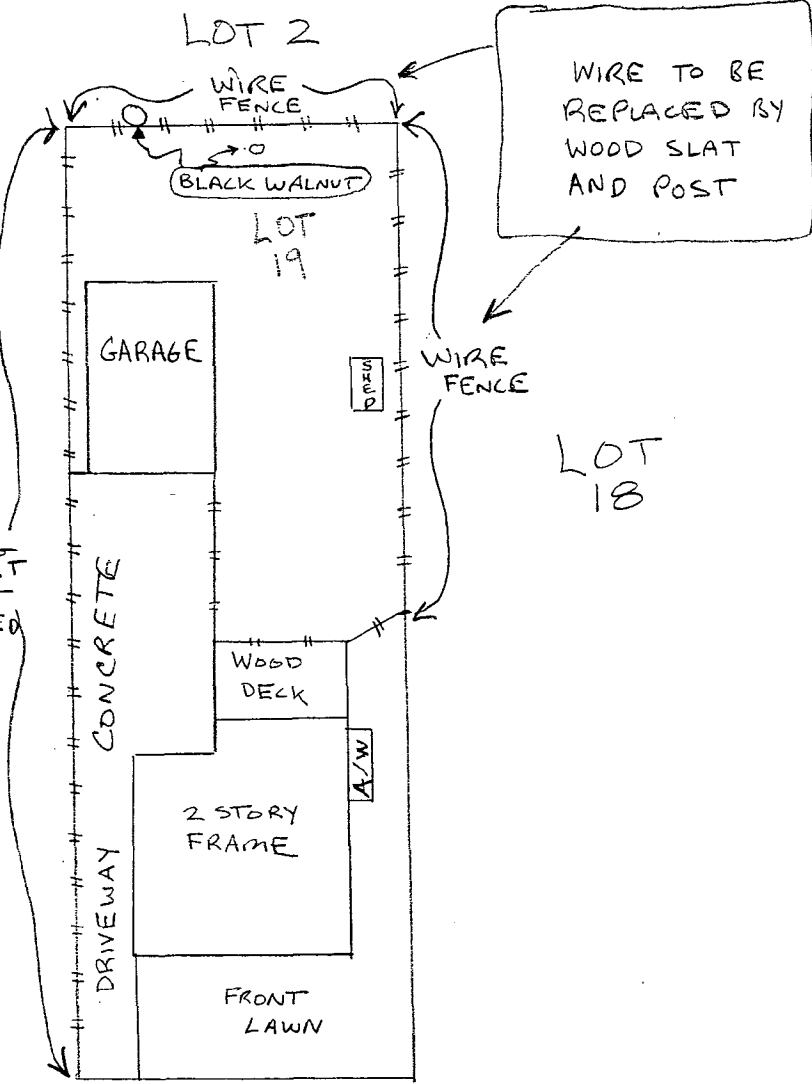 LOT 2
WIRE
FENCE
WIRE TO BE
REPLACED BY
WOOD SLAT
AND POST
BLACK WALNUT
LOT
19
GARAGE
SHED
WIRE
FENCE
LOT
18
CONCRETE
DRIVEWAY
WOOD
DECK
A/W
2 STORY
FRAME
FRONT
LAWN